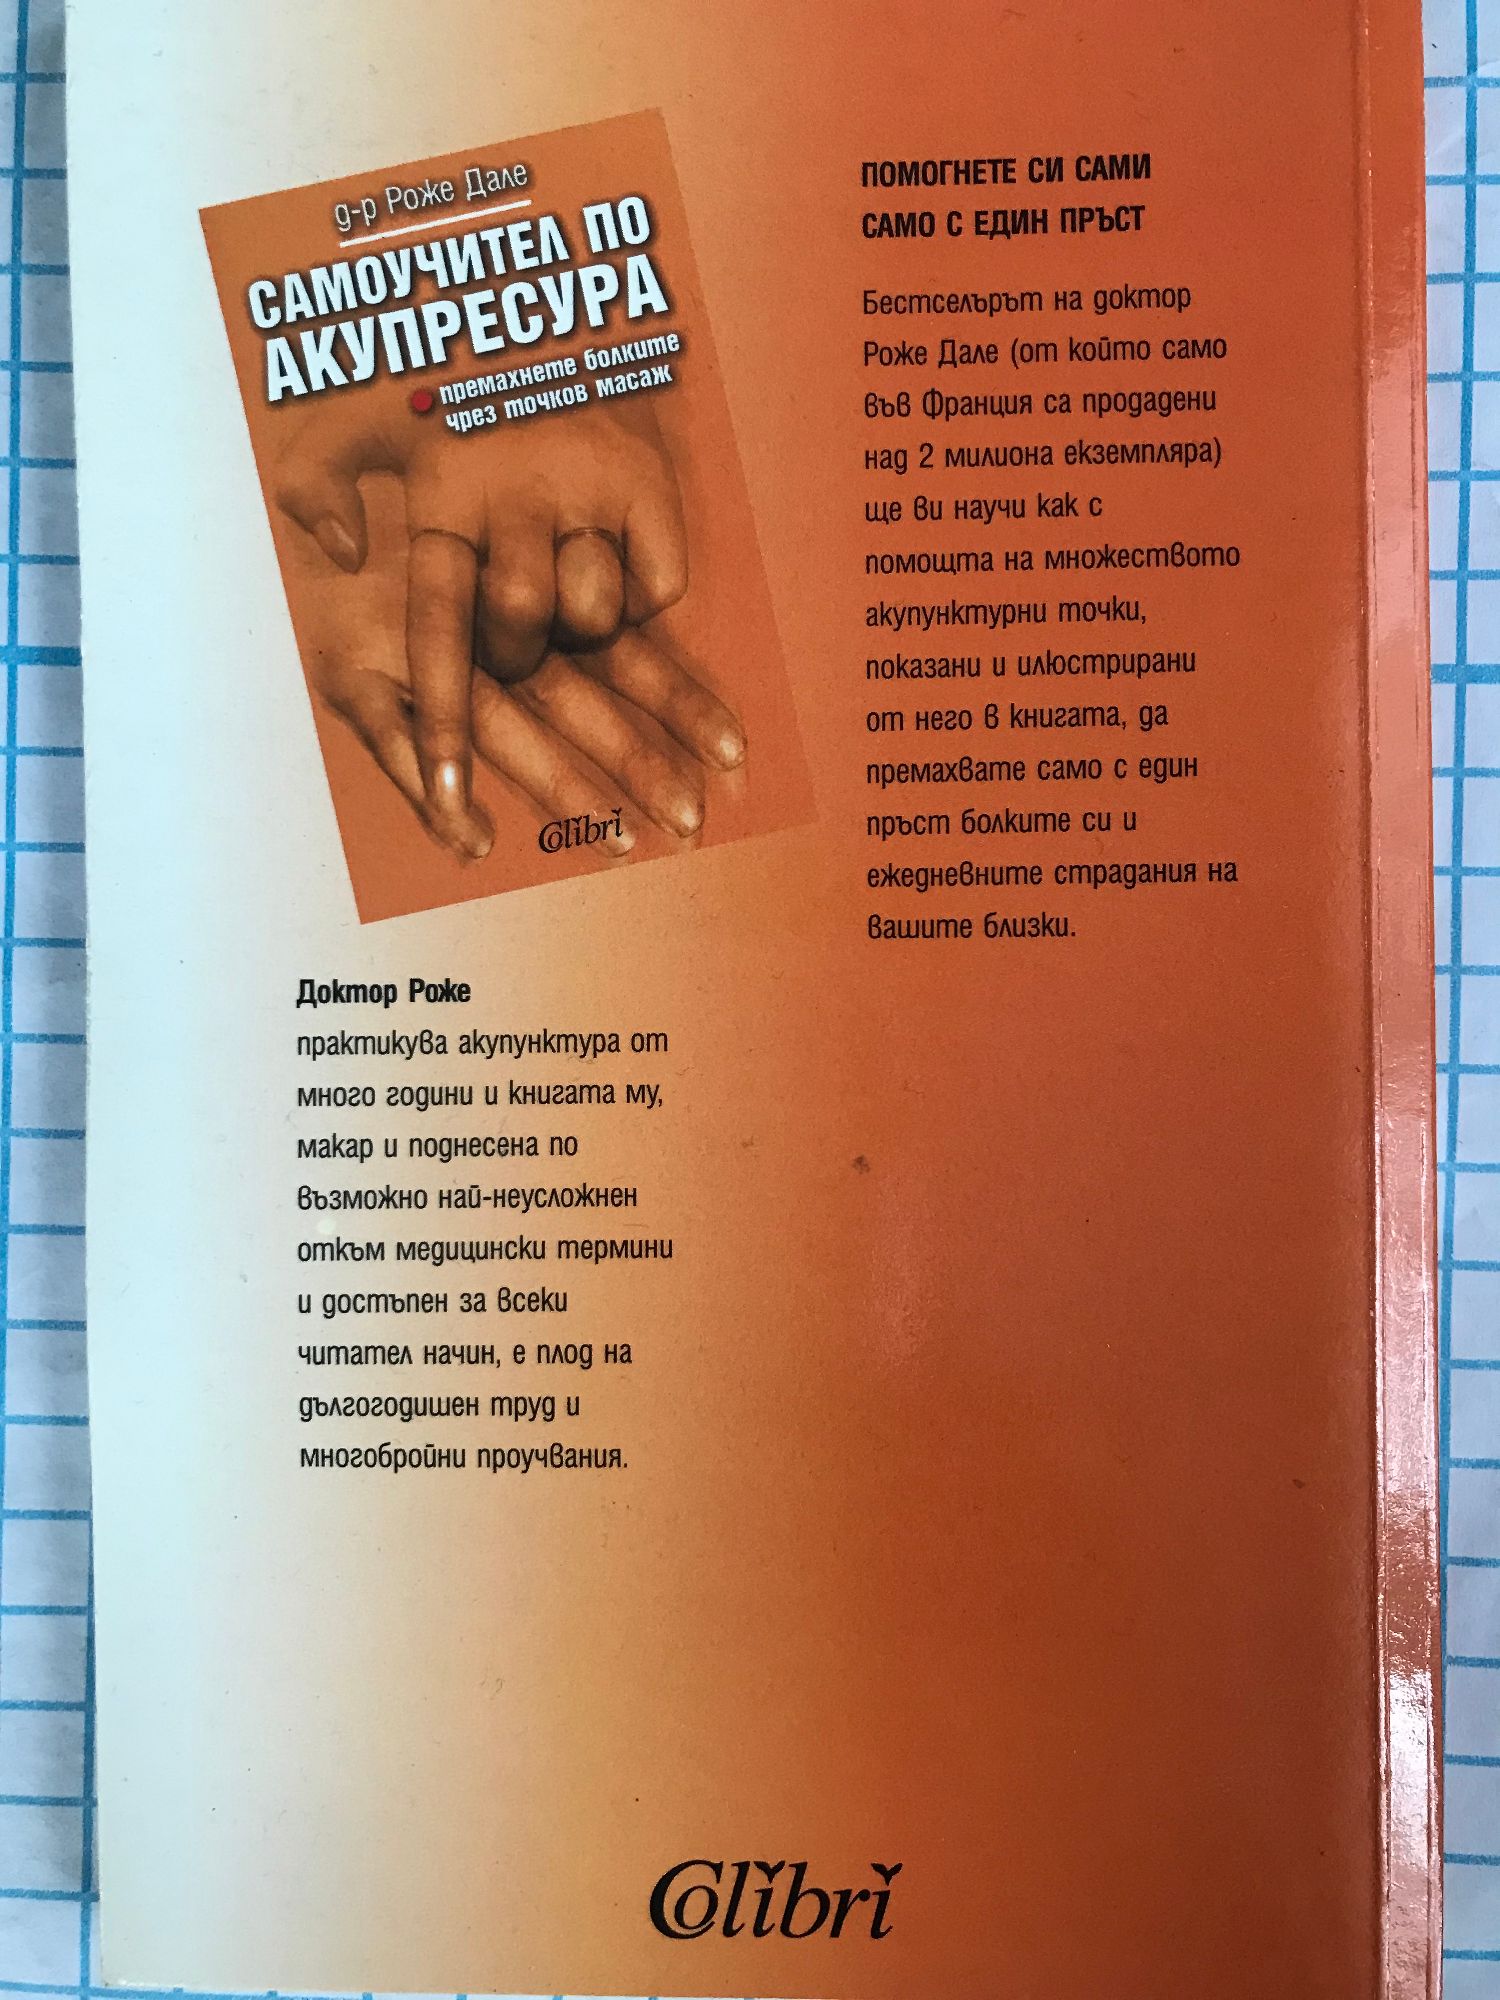 д-р Роже Дале
САМОУЧИТЕЛ ПО
АКУПРЕСУРА
премахнете болките
чрез точков масаж
Colibri
ПОМОГНЕТЕ СИ САМИ
САМО С ЕДИН ПРЪСТ
Бестселърът на доктор
Роже Дале (от който само
във Франция са продадени
над 2 милиона екземпляра)
ще ви научи как с
помощта на множеството
акупунктурни точки,
показани и илюстрирани
от него в книгата, да
премахвате само с един
пръст болките си и
ежедневните страдания на
вашите близки.
Доктор Роже
практикува акупунктура от
много години и книгата му,
макар и поднесена по
възможно най-неусложнен
откъм медицински термини
и достъпен за всеки
читател начин, е плод на
дългогодишен труд и
многобройни проучвания.
Colibri